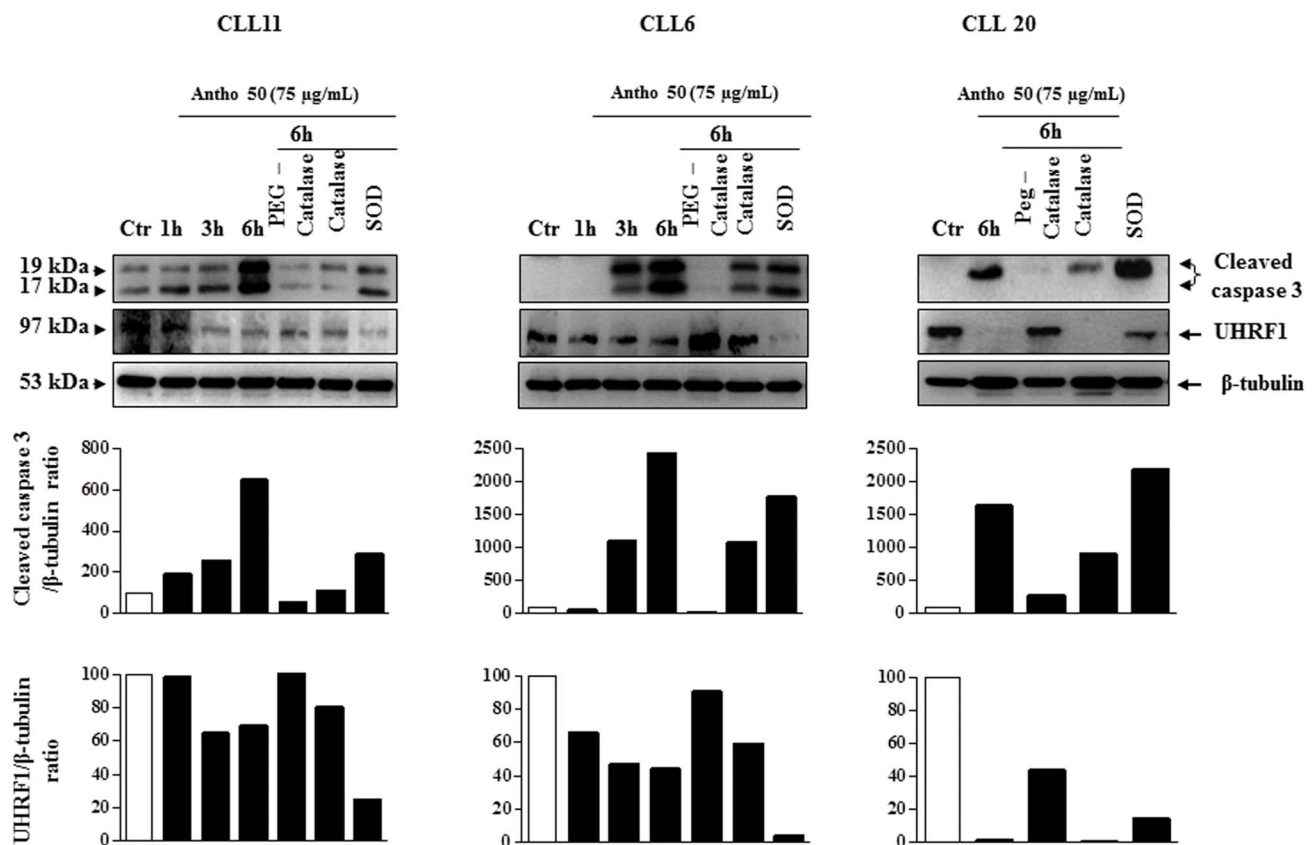 CLL11 CLL6 CLL 20
Antho 50 (75 µg/mL) Antho 50 (75 µg/mL) Antho 50 (75 µg/mL)
6h 6h 6h
Ctr 1h 3h 6h PEG – Catalase Catalase SOD
Ctr 1h 3h 6h PEG – Catalase Catalase SOD
Ctr 6h Peg – Catalase Catalase SOD
19 kDa
17 kDa
Cleaved
caspase 3
97 kDa UHRF1
53 kDa β-tubulin
Cleaved caspase 3
/β-tubulin ratio
800
600
400
200
0
2500
2000
1500
1000
500
0
2500
2000
1500
1000
500
0
UHRF1/β-tubulin
ratio
100
80
60
40
20
0
100
80
60
40
20
0
100
80
60
40
20
0